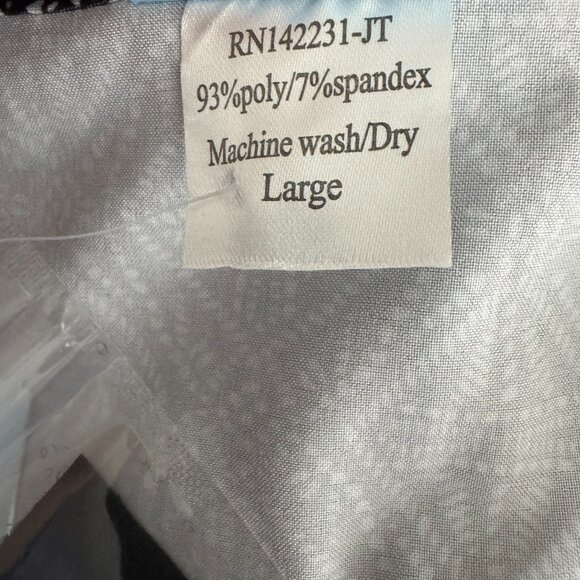 RN142231-JT
93%poly/7%spandex
Machine wash/Dry
Large